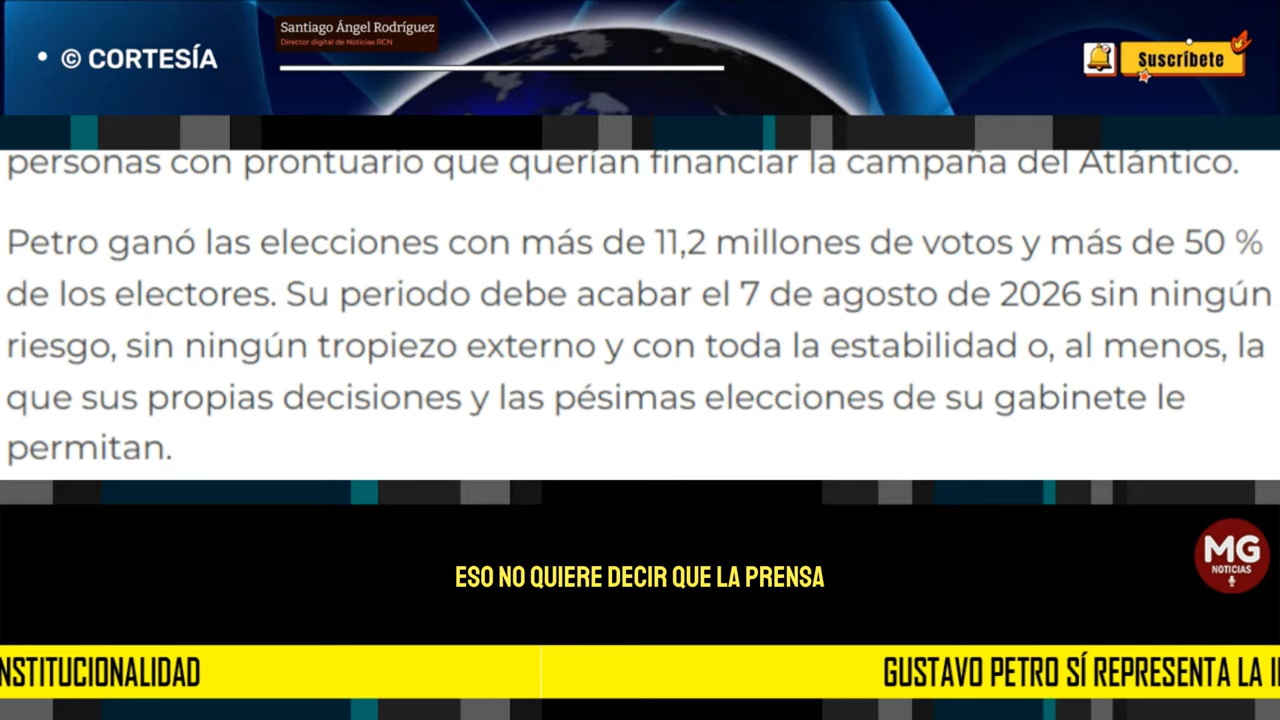 Santiago Ángel Rodríguez
Director digital de Noticias RCN
• © CORTESÍA
Suscríbete
personas con prontuario que querían financiar la campaña del Atlántico.
Petro ganó las elecciones con más de 11,2 millones de votos y más de 50 %
de los electores. Su periodo debe acabar el 7 de agosto de 2026 sin ningún
riesgo, sin ningún tropiezo externo y con toda la estabilidad o, al menos, la
que sus propias decisiones y las pésimas elecciones de su gabinete le
permitan.
MG
NOTICIAS
ESO NO QUIERE DECIR QUE LA PRENSA
NSTITUCIONALIDAD
GUSTAVO PETRO SÍ REPRESENTA LA I